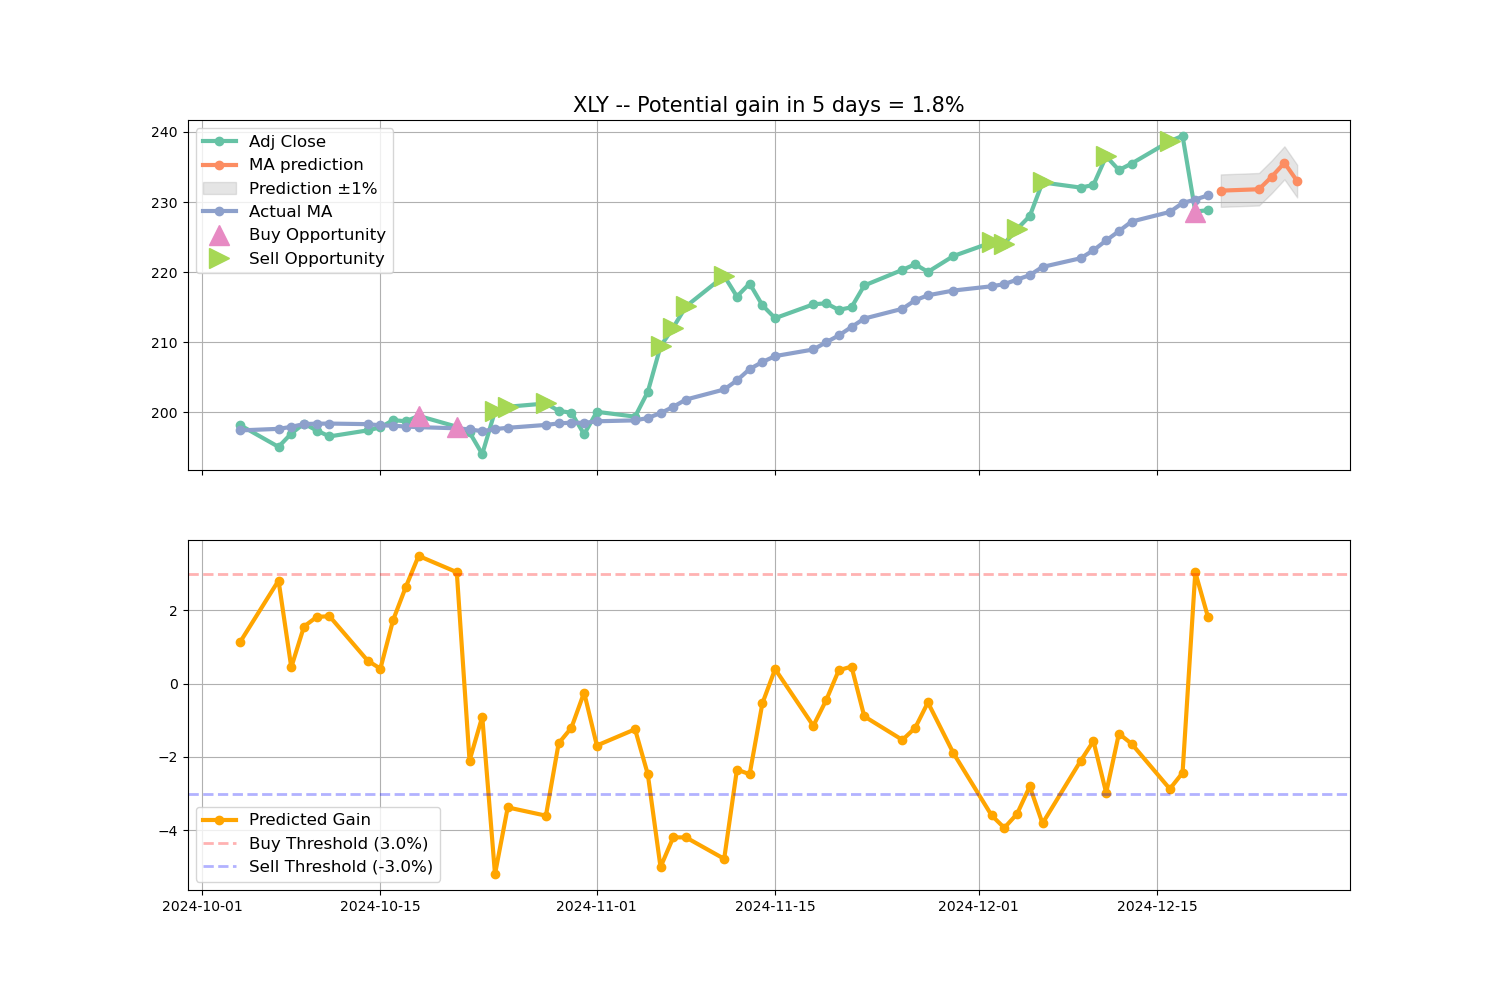 XLY -- Potential gain in 5 days = 1.8%
240
230
220
210
200
Adj Close
MA prediction
Prediction ±1%
Actual MA
Buy Opportunity
Sell Opportunity
2
0
−2
−4
Predicted Gain
Buy Threshold (3.0%)
Sell Threshold (-3.0%)
2024-10-01 2024-10-15 2024-11-01 2024-11-15 2024-12-01 2024-12-15